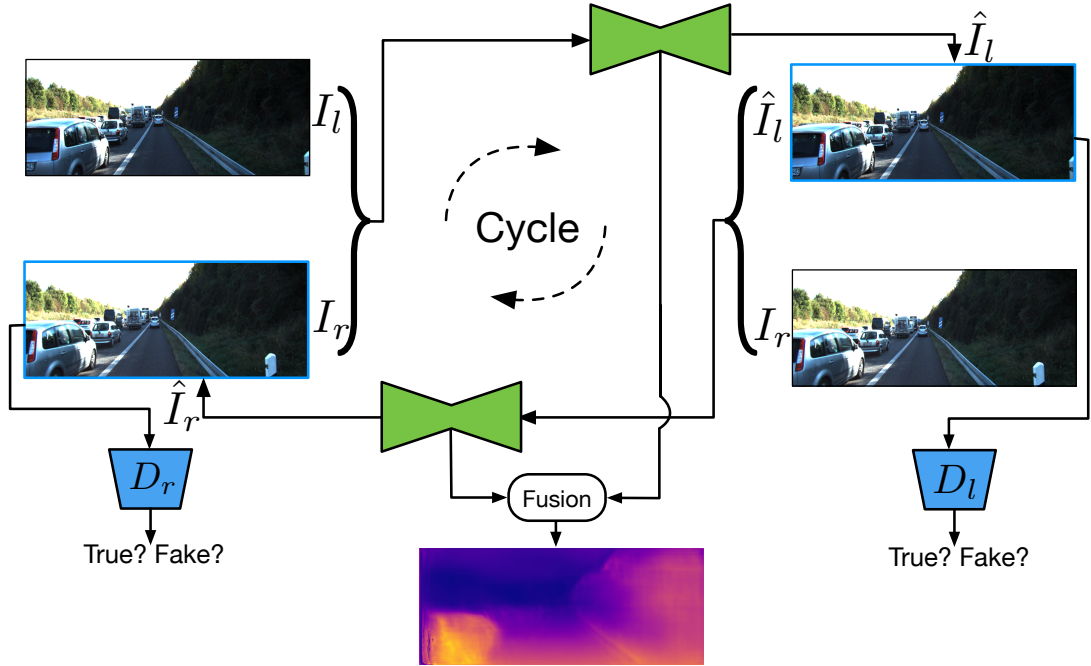 Î_l
I_l
Î_l
Cycle
I_r
I_r
Î_r
D_r
D_l
Fusion
True? Fake?
True? Fake?